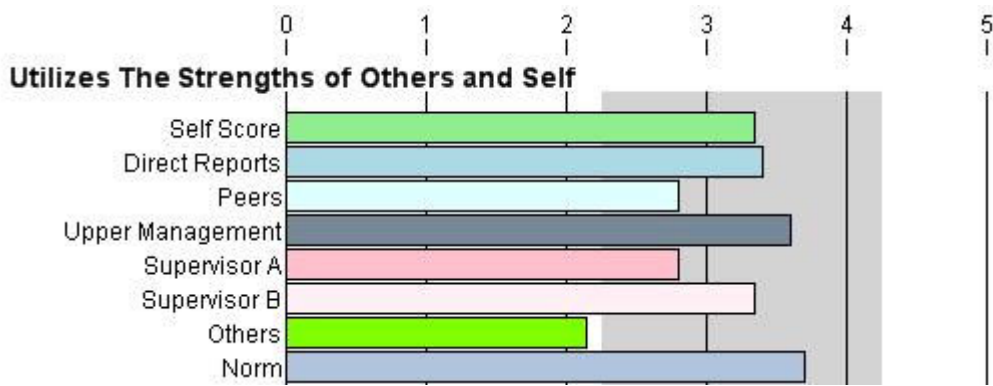 0 1 2 3 4 5
Utilizes The Strengths of Others and Self
Self Score
Direct Reports
Peers
Upper Management
Supervisor A
Supervisor B
Others
Norm